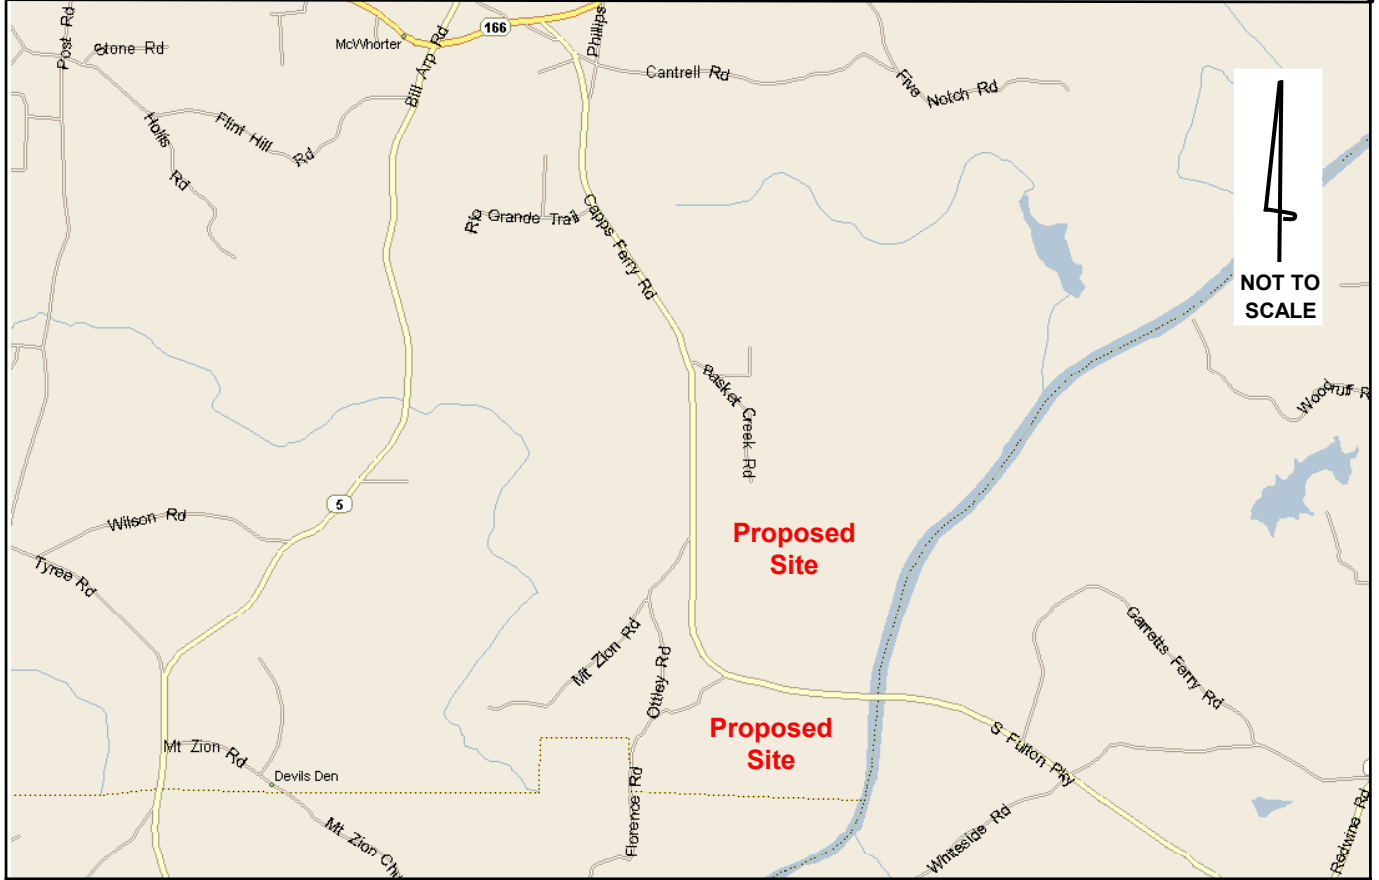 Post Rd
Stone Rd
McWhorter
Bill Arp Rd
166
Phillips
Cantrell Rd
Five Notch Rd
Hollis Rd
Flint Hill Rd
Rio Grande Trail
Capps Ferry Rd
NOT TO
SCALE
Basket Creek Rd
Woodruff R
5
Wilson Rd
Tyree Rd
Proposed
Site
Mt Zion Rd
Ottley Rd
Garretts Ferry Rd
Proposed
Site
S Fulton Pky
Mt Zion Rd
Devils Den
Florence Rd
Mt Zion Chu
Whiteside Rd
Redwine Rd